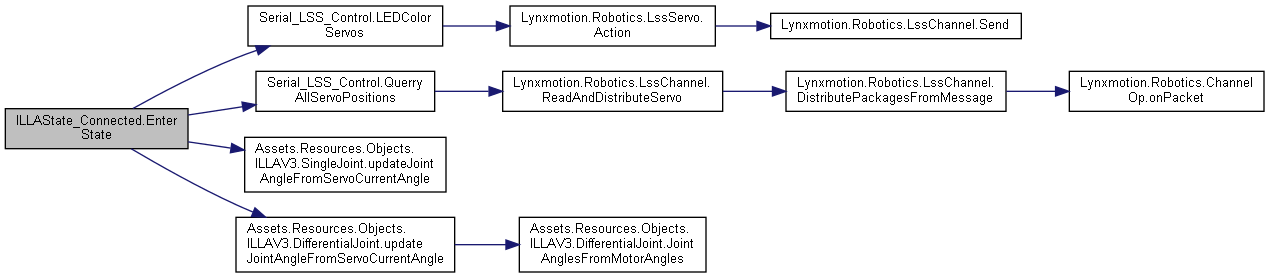 Serial_LSS_Control.LEDColor
Servos
Lynxmotion.Robotics.LssServo.
Action
Lynxmotion.Robotics.LssChannel.Send
Serial_LSS_Control.Querry
AllServoPositions
Lynxmotion.Robotics.LssChannel.
ReadAndDistributeServo
Lynxmotion.Robotics.LssChannel.
DistributePackagesFromMessage
Lynxmotion.Robotics.Channel
Op.onPacket
ILLAState_Connected.Enter
State
Assets.Resources.Objects.
ILLAV3.SingleJoint.updateJoint
AngleFromServoCurrentAngle
Assets.Resources.Objects.
ILLAV3.DifferentialJoint.update
JointAngleFromServoCurrentAngle
Assets.Resources.Objects.
ILLAV3.DifferentialJoint.Joint
AnglesFromMotorAngles